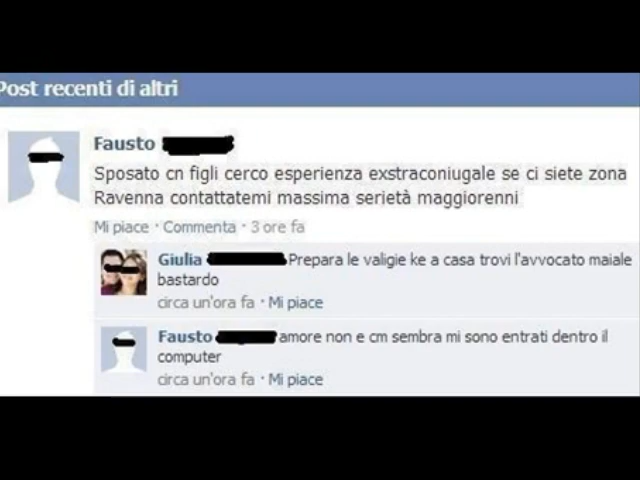 Post recenti di altri
Fausto
Sposato cn figli cerco esperienza exstraconiugale se ci siete zona
Ravenna contattatemi massima serietà maggiorenni
Mi piace · Commenta · 3 ore fa
Giulia Prepara le valigie ke a casa trovi l'avvocato maiale
bastardo
circa un'ora fa · Mi piace
Fausto amore non e cm sembra mi sono entrati dentro il
computer
circa un'ora fa · Mi piace